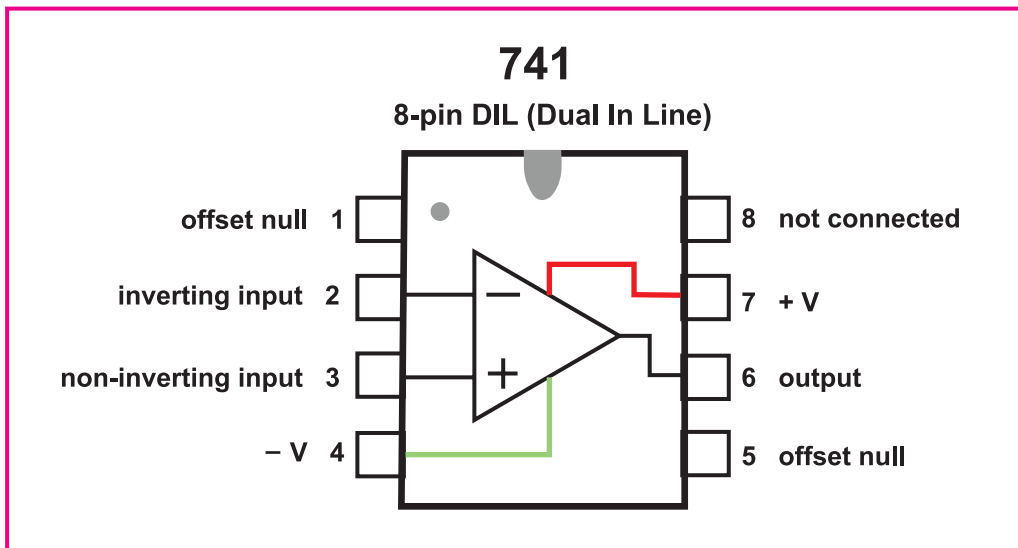 741
8-pin DIL (Dual In Line)
offset null 1
8 not connected
inverting input 2
7 + V
non-inverting input 3
6 output
– V 4
5 offset null
−
+